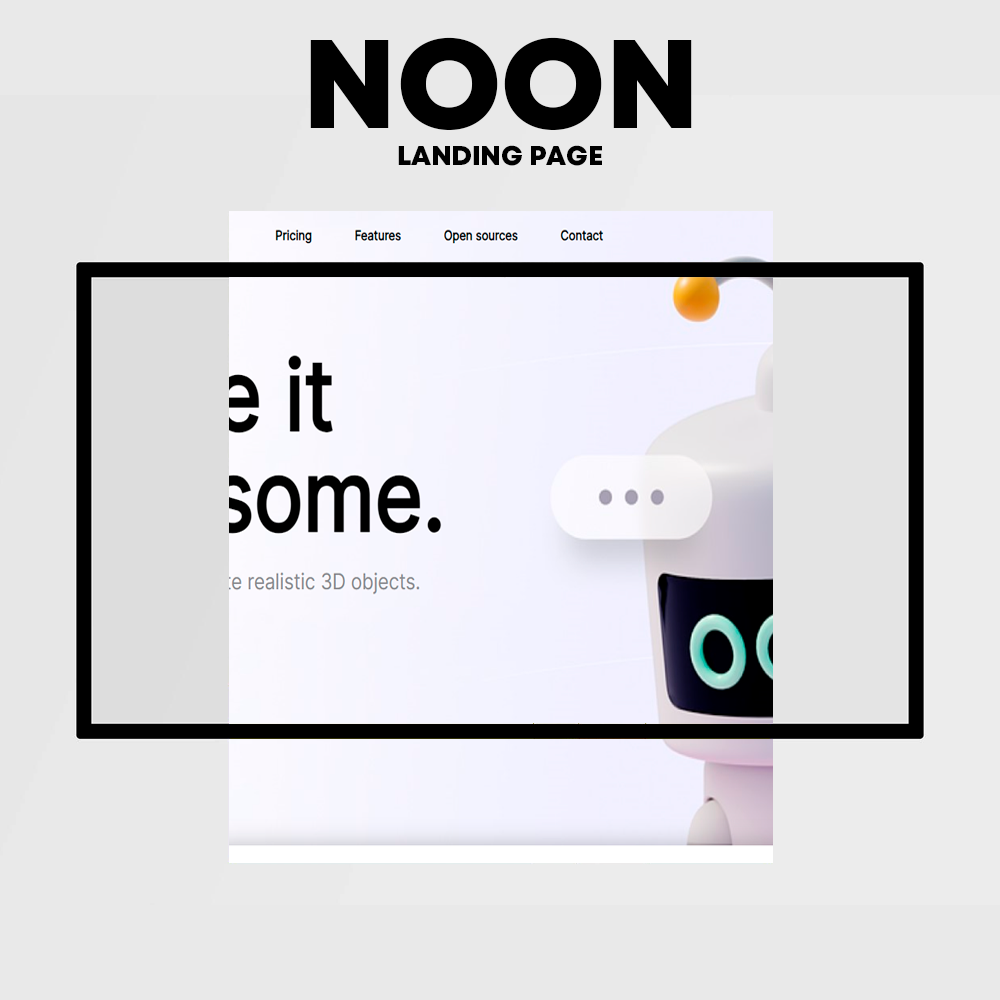 NOON
LANDING PAGE
Pricing Features Open sources Contact
e it
some.
te realistic 3D objects.